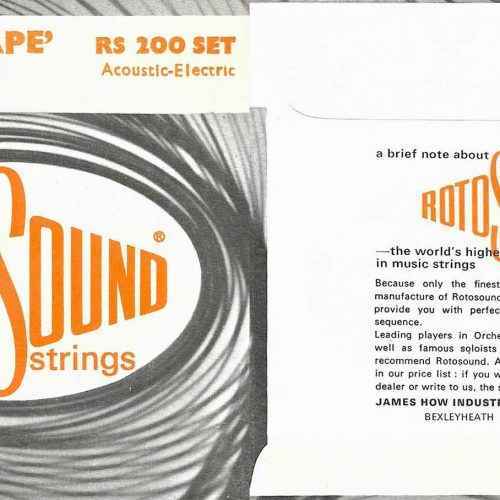 APE'
RS 200 SET
Acoustic-Electric
SOUND®
strings
a brief note about
ROTOS
—the world's highe
in music strings
Because only the finest
manufacture of Rotosound
provide you with perfec
sequence.
Leading players in Orche
well as famous soloists
recommend Rotosound. A
in our price list : if you w
dealer or write to us, the s
JAMES HOW INDUSTR
BEXLEYHEATH